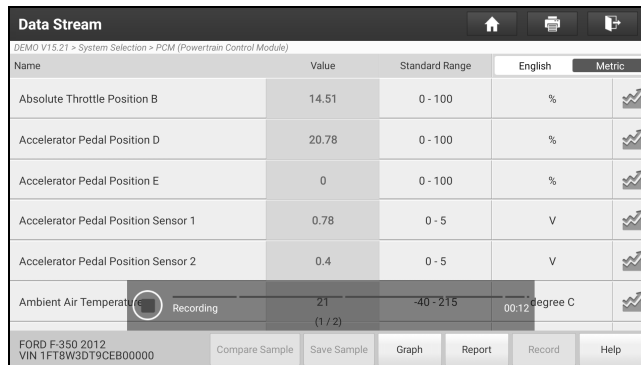 Data Stream
DEMO V15.21 > System Selection > PCM (Powertrain Control Module)
Name Value Standard Range English Metric
Absolute Throttle Position B 14.51 0 - 100 %
Accelerator Pedal Position D 20.78 0 - 100 %
Accelerator Pedal Position E 0 0 - 100 %
Accelerator Pedal Position Sensor 1 0.78 0 - 5 V
Accelerator Pedal Position Sensor 2 0.4 0 - 5 V
Ambient Air Temperature 21 -40 - 215 degree C
Recording 00:12
(1 / 2)
FORD F-350 2012
VIN 1FT8W3DT9CEB00000
Compare Sample Save Sample Graph Report Record Help